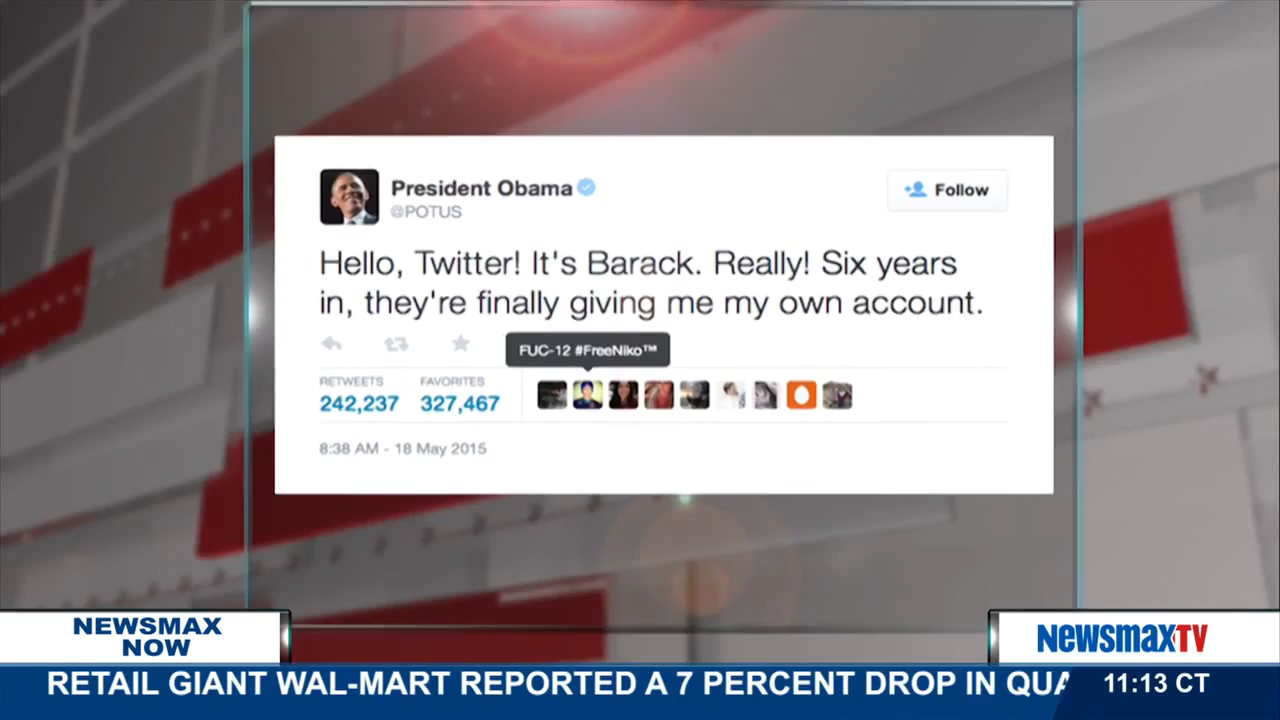 President Obama
@POTUS
Follow
Hello, Twitter! It's Barack. Really! Six years
in, they're finally giving me my own account.
FUC-12 #FreeNiko™
RETWEETS FAVORITES
242,237 327,467
8:38 AM - 18 May 2015
NEWSMAX
NOW
NEWSMAXTV
RETAIL GIANT WAL-MART REPORTED A 7 PERCENT DROP IN QUA
11:13 CT